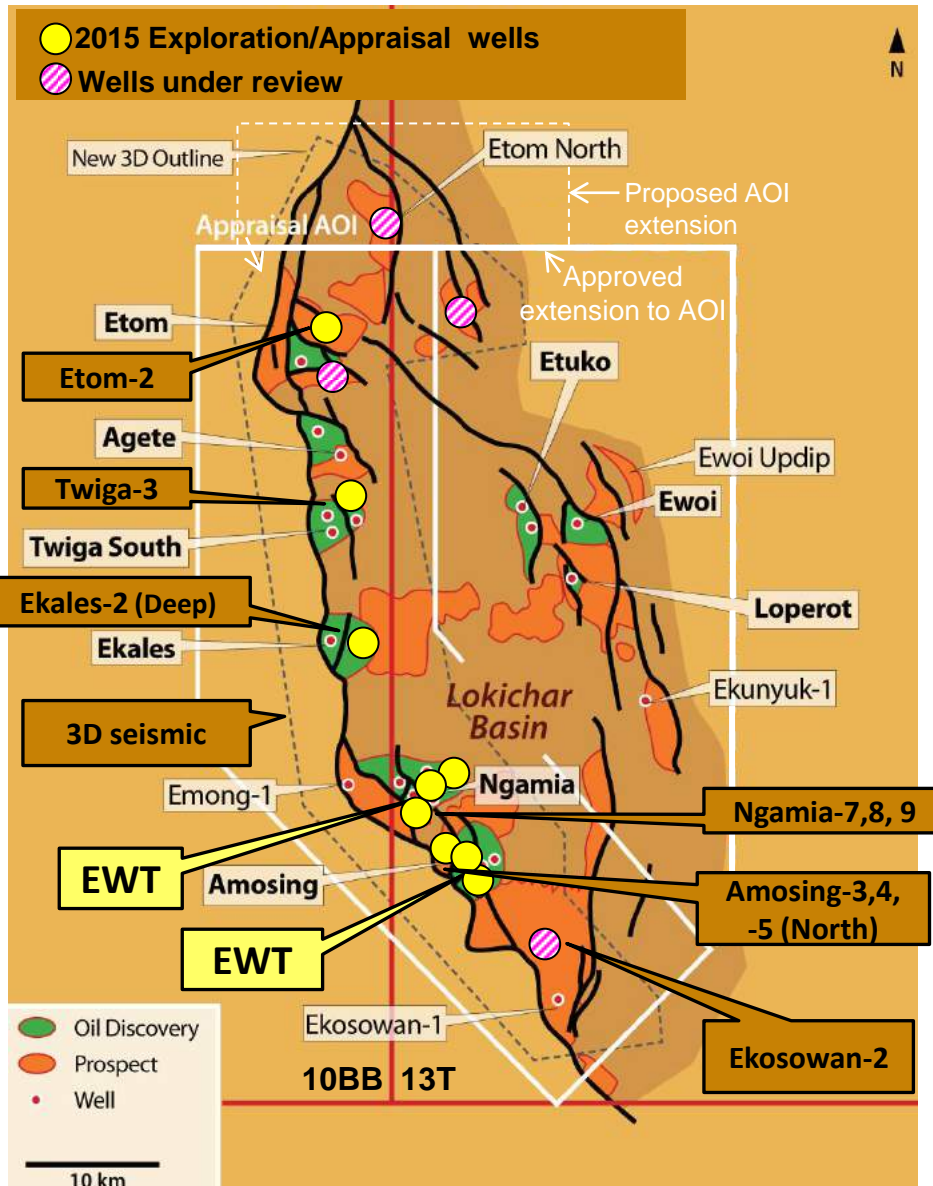 2015 Exploration/Appraisal wells
Wells under review
N
New 3D Outline
Etom North
Proposed AOI
extension
Appraisal AOI
Approved
extension to AOI
Etom
Etom-2
Etuko
Agete
Ewoi Updip
Twiga-3
Ewoi
Twiga South
Ekales-2 (Deep)
Loperot
Ekales
Ekunyuk-1
Lokichar
Basin
3D seismic
Emong-1
Ngamia
Ngamia-7,8, 9
EWT
Amosing
Amosing-3,4,
-5 (North)
EWT
Ekosowan-1
Ekosowan-2
Oil Discovery
Prospect
Well
10BB 13T
10 km